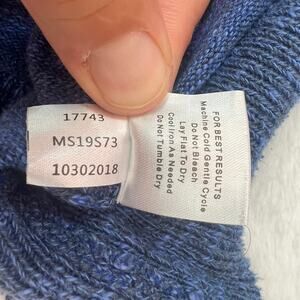 17743
MS19S73
10302018
FOR BEST RESULTS
Machine Cold Gentle Cycle
Do Not Bleach
Lay Flat To Dry
Cool Iron As Needed
Do Not Tumble Dry